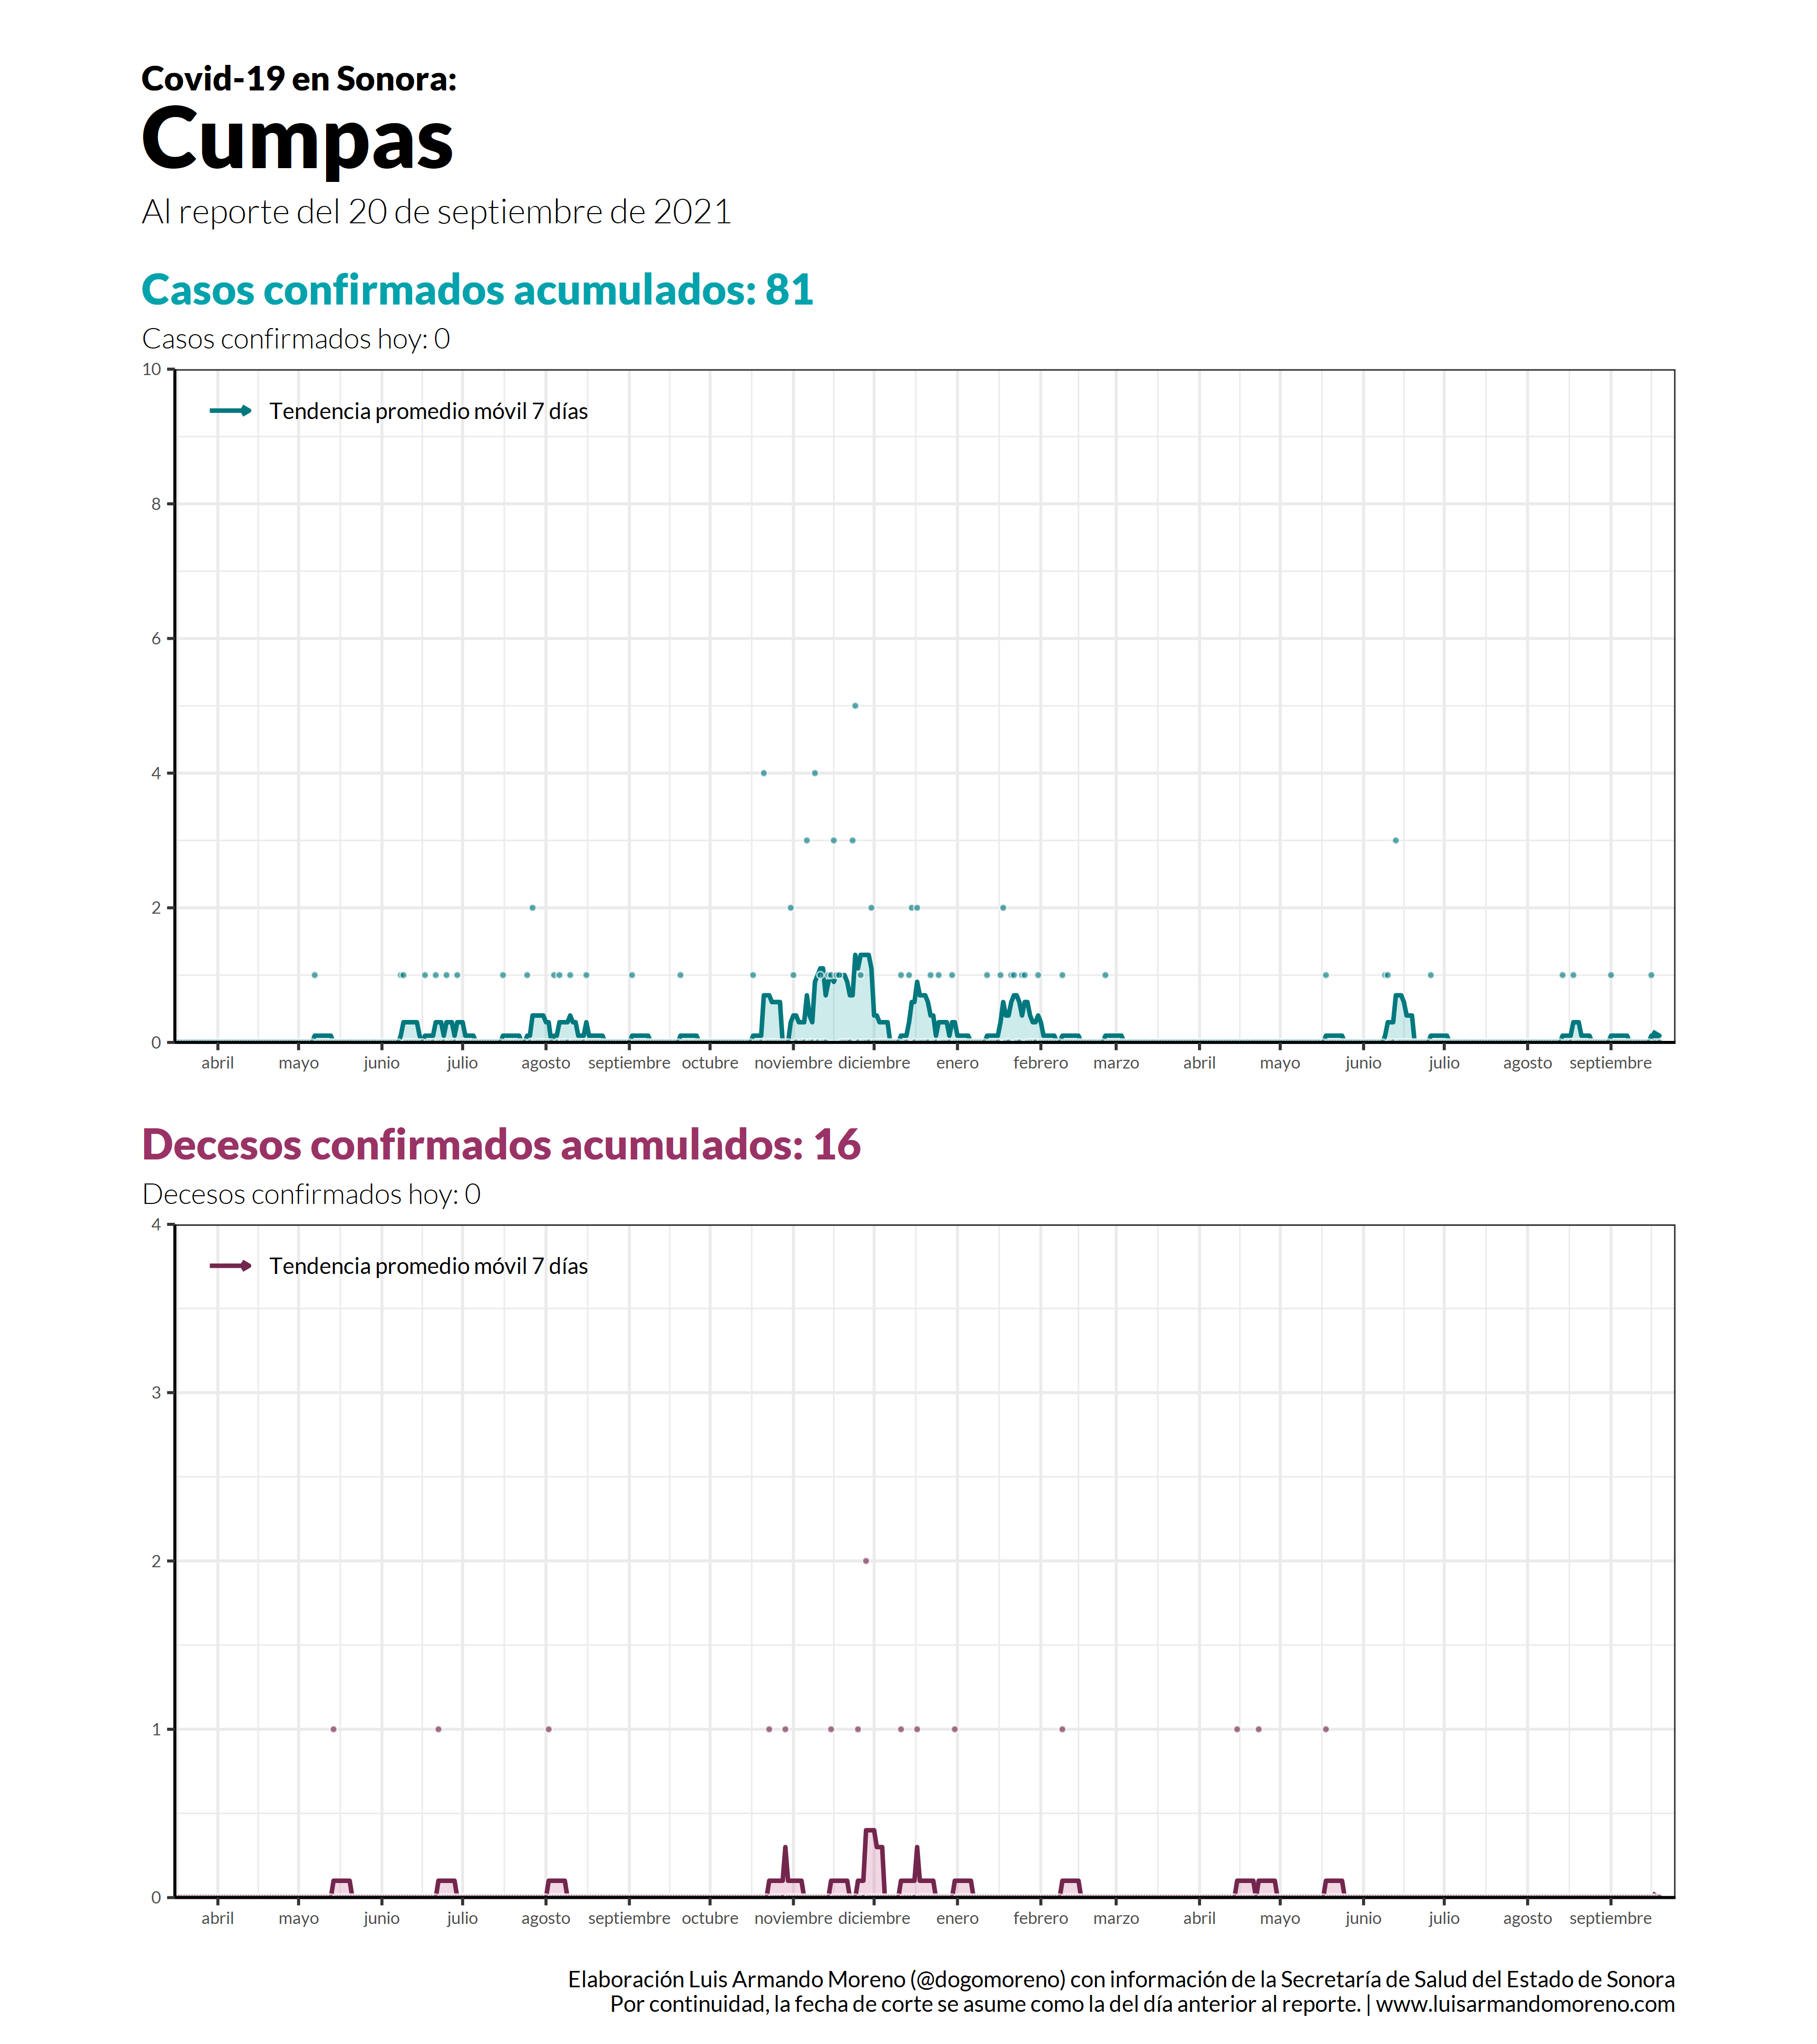 Covid-19 en Sonora:
Cumpas
Al reporte del 20 de septiembre de 2021
Casos confirmados acumulados: 81
Casos confirmados hoy: 0
10
Tendencia promedio móvil 7 días
8
6
4
2
0
abril mayo junio julio agosto septiembre octubre noviembre diciembre enero febrero marzo abril mayo junio julio agosto septiembre
Decesos confirmados acumulados: 16
Decesos confirmados hoy: 0
4
Tendencia promedio móvil 7 días
3
2
1
0
abril mayo junio julio agosto septiembre octubre noviembre diciembre enero febrero marzo abril mayo junio julio agosto septiembre
Elaboración Luis Armando Moreno (@dogomoreno) con información de la Secretaría de Salud del Estado de Sonora
Por continuidad, la fecha de corte se asume como la del día anterior al reporte. | www.luisarmandomoreno.com